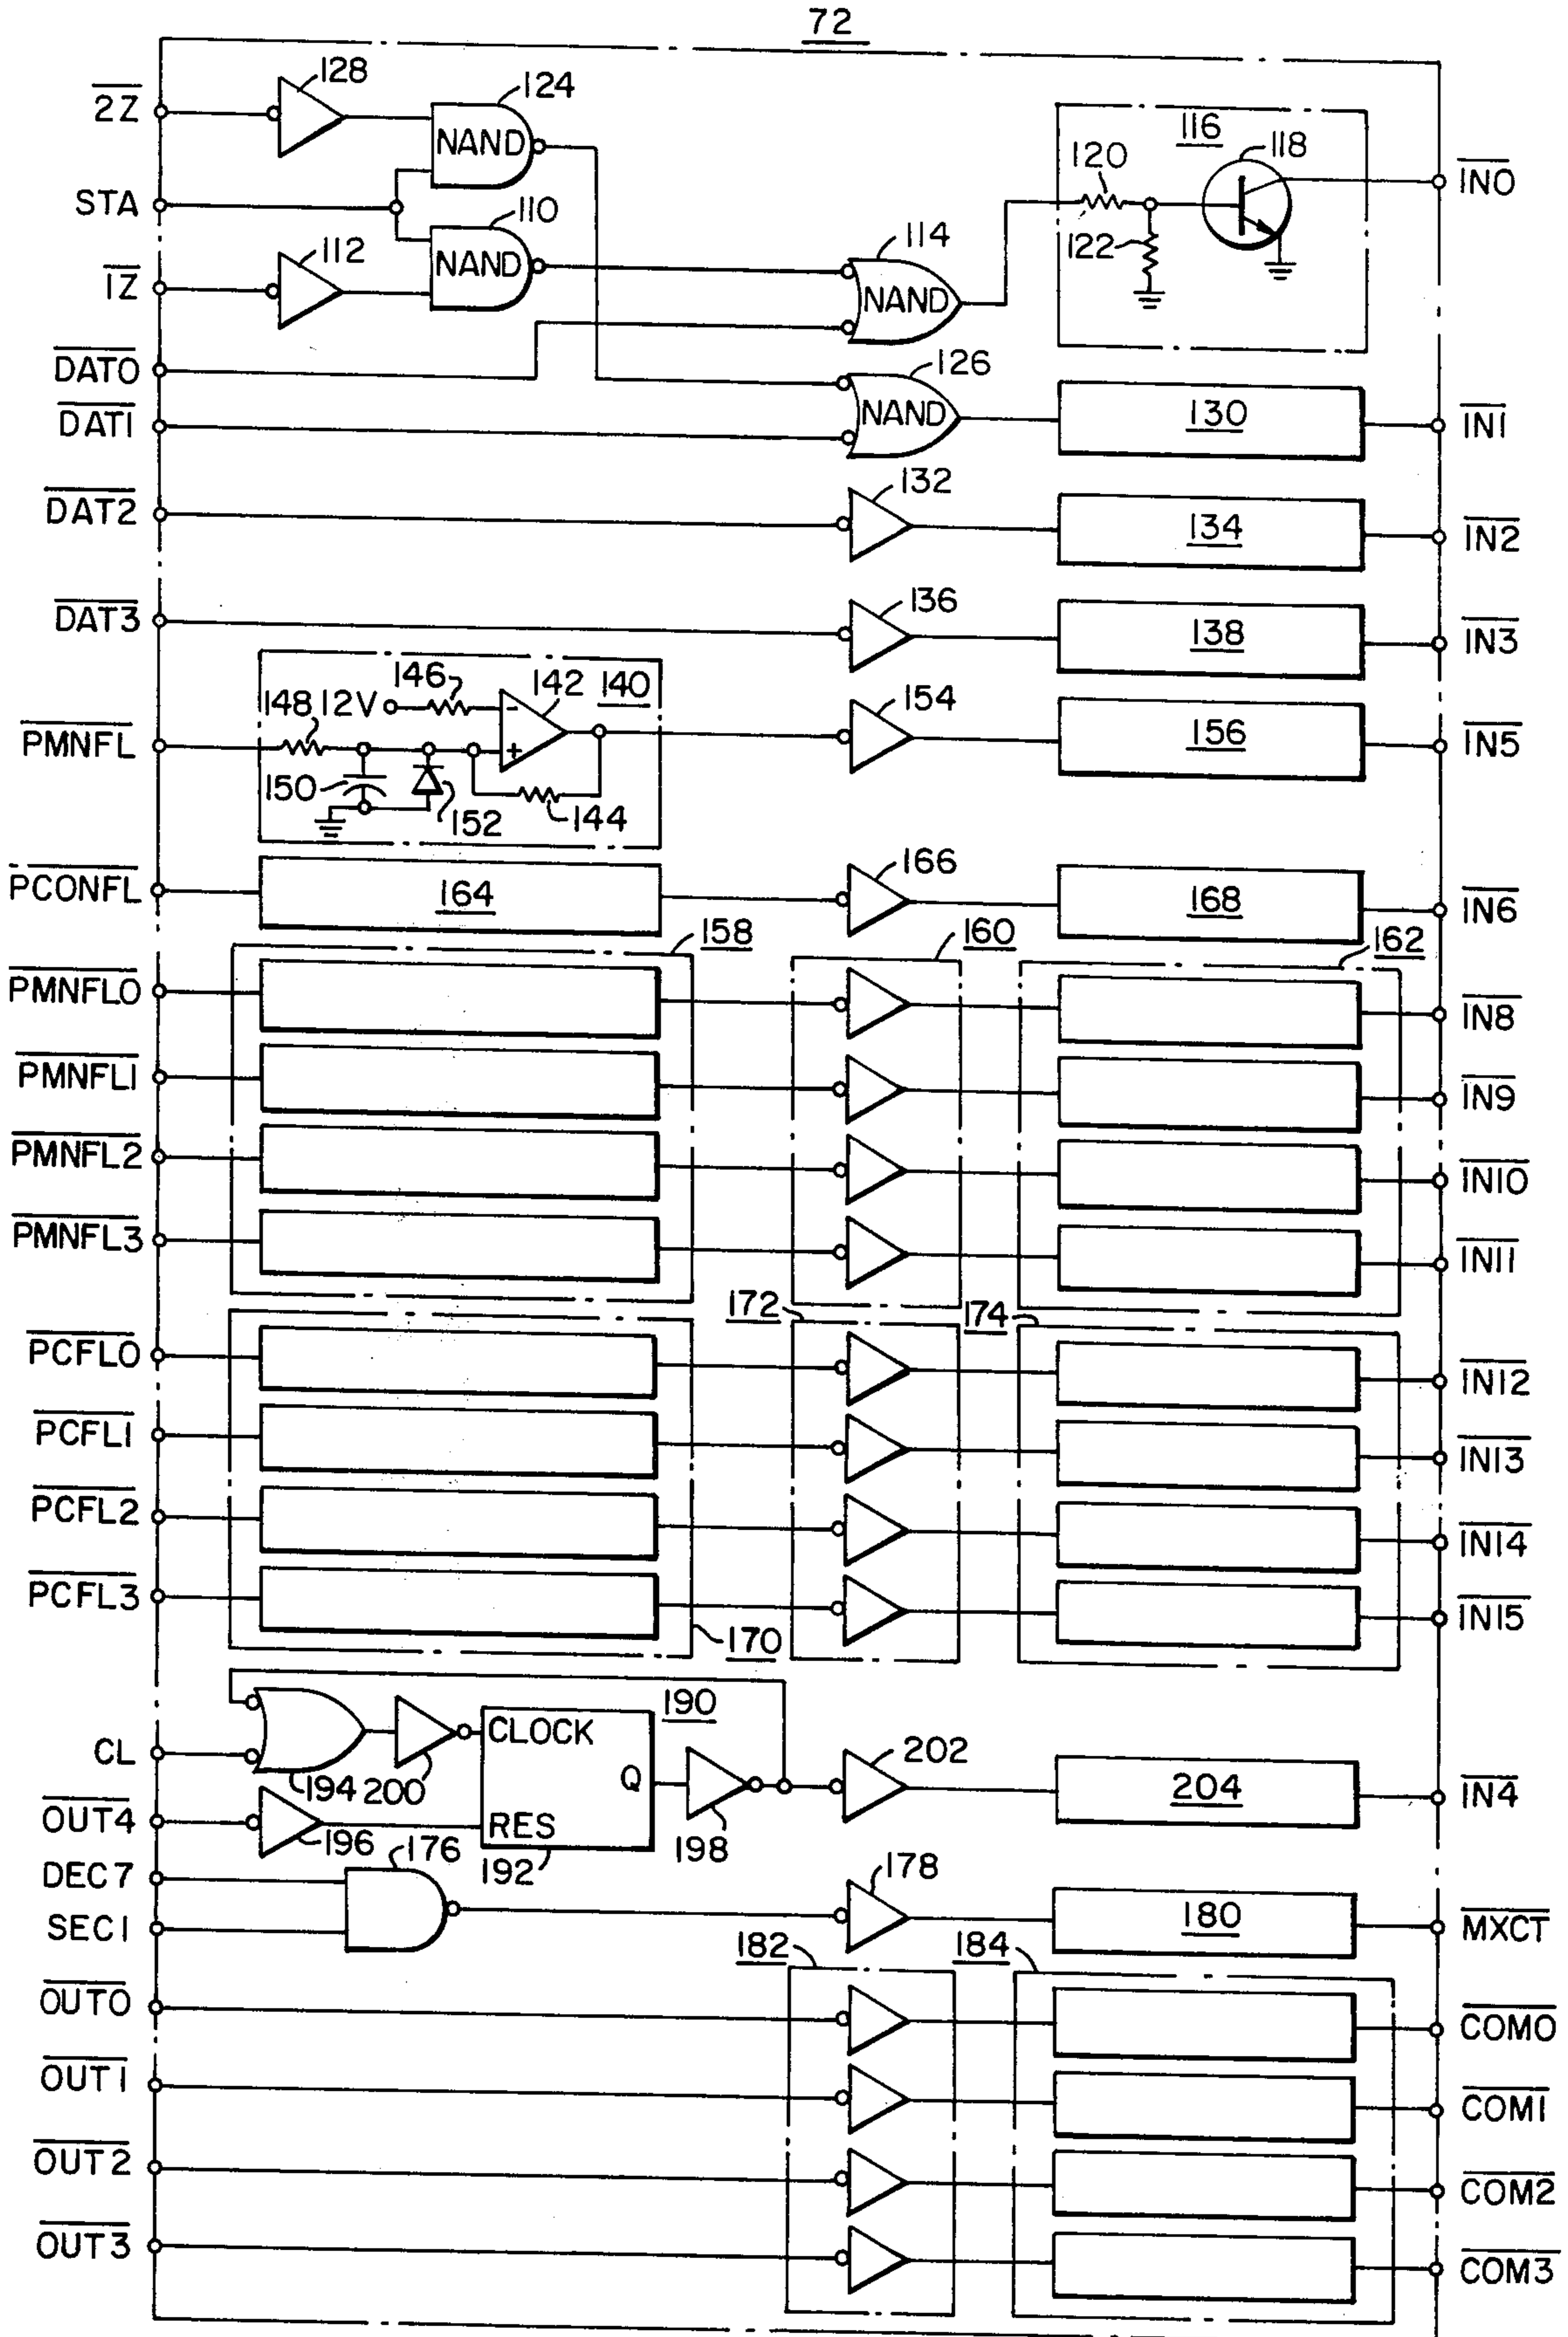 72
128
124
2Z
NAND
116
118
120
IN0
STA
110
114
112
122
1Z
NAND
NAND
DAT0
126
DAT1
NAND
130
IN1
132
DAT2
134
IN2
136
DAT3
138
IN3
146
142
140
154
148
12V
-
PMNFL
156
IN5
+
150
152
144
166
PCONFL
164
168
IN6
158
160
162
PMNFL0
IN8
PMNFL1
IN9
PMNFL2
IN10
PMNFL3
IN11
172
174
PCFL0
IN12
PCFL1
IN13
PCFL2
IN14
PCFL3
IN15
170
190
CLOCK
CL
202
Q
194
200
204
IN4
OUT4
RES
196
198
176
192
DEC7
178
SEC1
180
MXCT
182
184
OUT0
COM0
OUT1
COM1
OUT2
COM2
OUT3
COM3